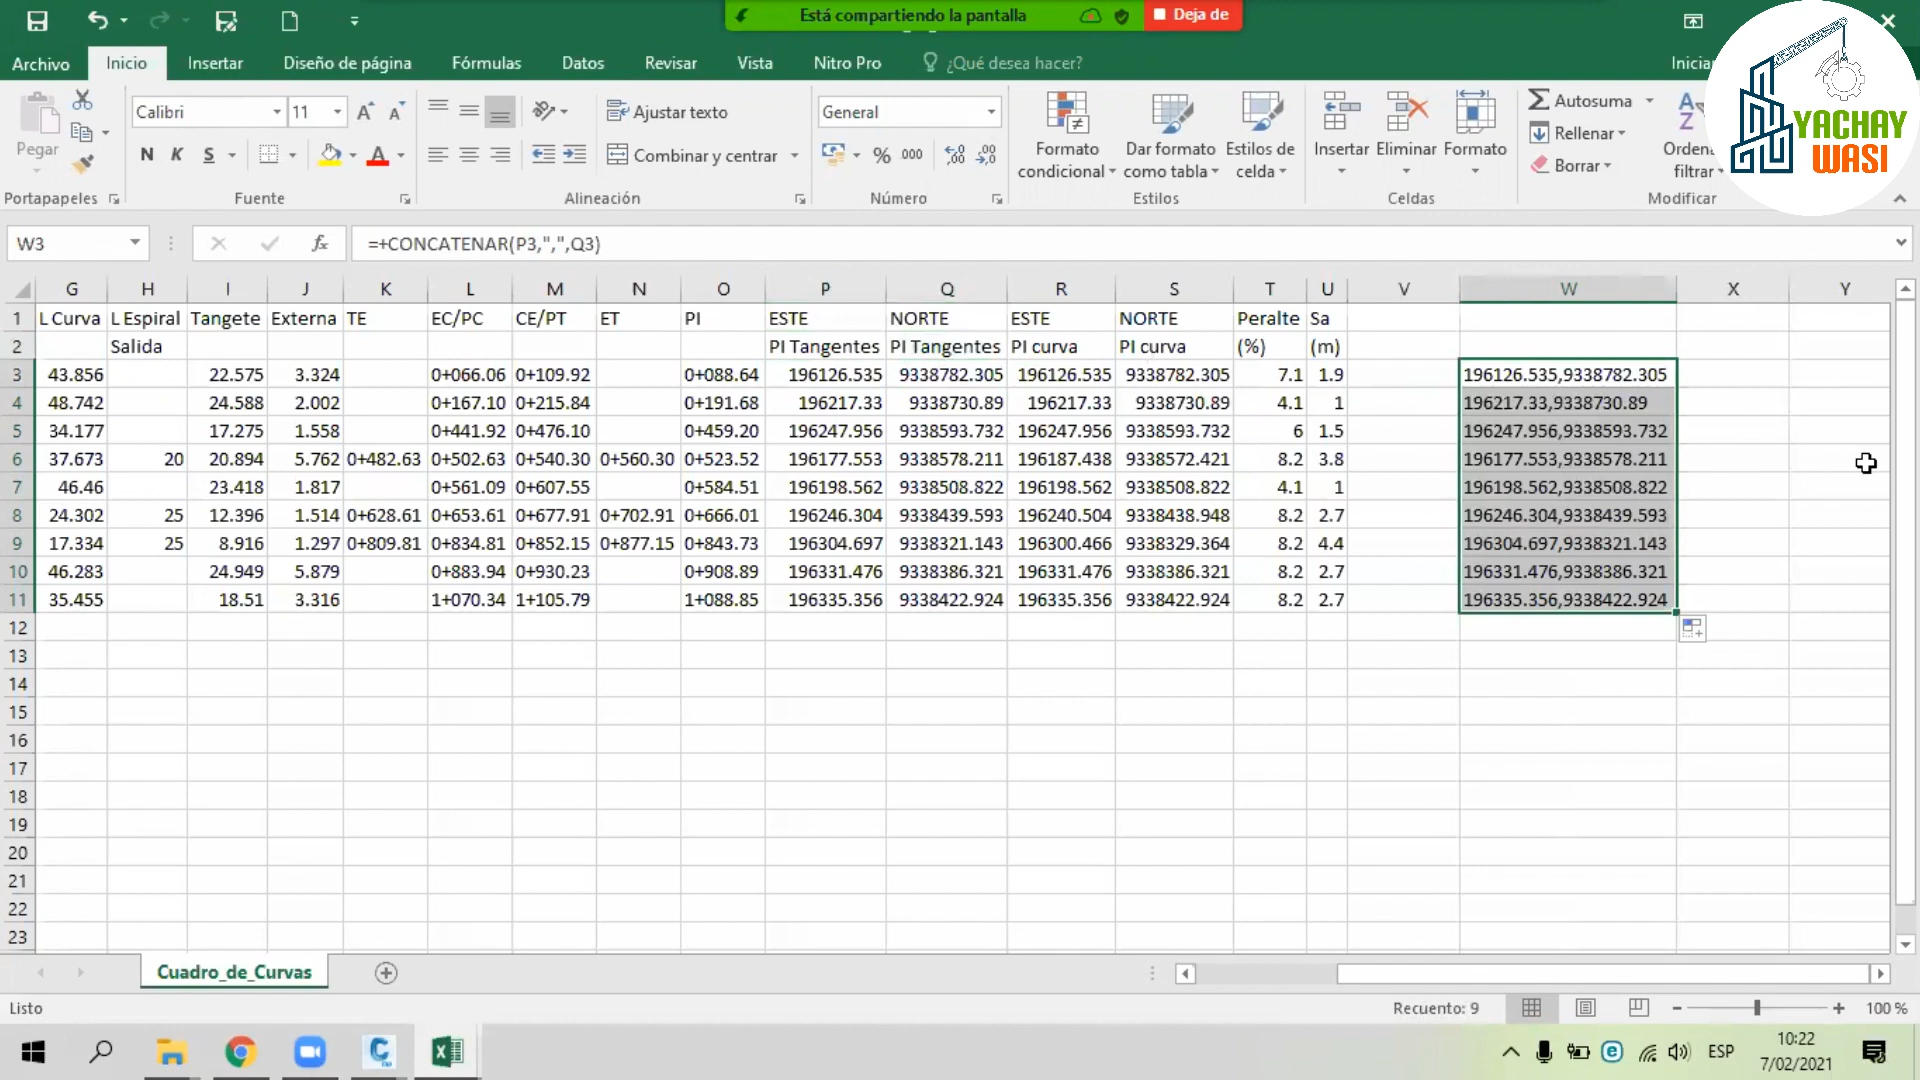 Está compartiendo la pantalla
Deja de
Archivo Inicio Insertar Diseño de página Fórmulas Datos Revisar Vista Nitro Pro ¿Qué desea hacer?
YACHAY
WASI
Pegar
Calibri 11
N K S
Ajustar texto
Combinar y centrar
General
% 000
Formato condicional
Dar formato como tabla
Estilos de celda
Insertar Eliminar Formato
Autosuma
Rellenar
Borrar
filtrar
Portapapeles Fuente Alineación Número Estilos Celdas Modificar
W3 fx =+CONCATENAR(P3,",",Q3)
G H I J K L M N O P Q R S T U V W X Y
1 L Curva L Espiral Tangete Externa TE EC/PC CE/PT ET PI ESTE NORTE ESTE NORTE Peralte Sa
2 Salida PI Tangentes PI Tangentes PI curva PI curva (%) (m)
3 43.856 22.575 3.324 0+066.06 0+109.92 0+088.64 196126.535 9338782.305 196126.535 9338782.305 7.1 1.9 196126.535,9338782.305
4 48.742 24.588 2.002 0+167.10 0+215.84 0+191.68 196217.33 9338730.89 196217.33 9338730.89 4.1 1 196217.33,9338730.89
5 34.177 17.275 1.558 0+441.92 0+476.10 0+459.20 196247.956 9338593.732 196247.956 9338593.732 6 1.5 196247.956,9338593.732
6 37.673 20 20.894 5.762 0+482.63 0+502.63 0+540.30 0+560.30 0+523.52 196177.553 9338578.211 196187.438 9338572.421 8.2 3.8 196177.553,9338578.211
7 46.46 23.418 1.817 0+561.09 0+607.55 0+584.51 196198.562 9338508.822 196198.562 9338508.822 4.1 1 196198.562,9338508.822
8 24.302 25 12.396 1.514 0+628.61 0+653.61 0+677.91 0+702.91 0+666.01 196246.304 9338439.593 196240.504 9338438.948 8.2 2.7 196246.304,9338439.593
9 17.334 25 8.916 1.297 0+809.81 0+834.81 0+852.15 0+877.15 0+843.73 196304.697 9338321.143 196300.466 9338329.364 8.2 4.4 196304.697,9338321.143
10 46.283 24.949 5.879 0+883.94 0+930.23 0+908.89 196331.476 9338386.321 196331.476 9338386.321 8.2 2.7 196331.476,9338386.321
11 35.455 18.51 3.316 1+070.34 1+105.79 1+088.85 196335.356 9338422.924 196335.356 9338422.924 8.2 2.7 196335.356,9338422.924
12
13
14
15
16
17
18
19
20
21
22
23
Cuadro_de_Curvas
Listo Recuento: 9 100 %
ESP
10:22
7/02/2021